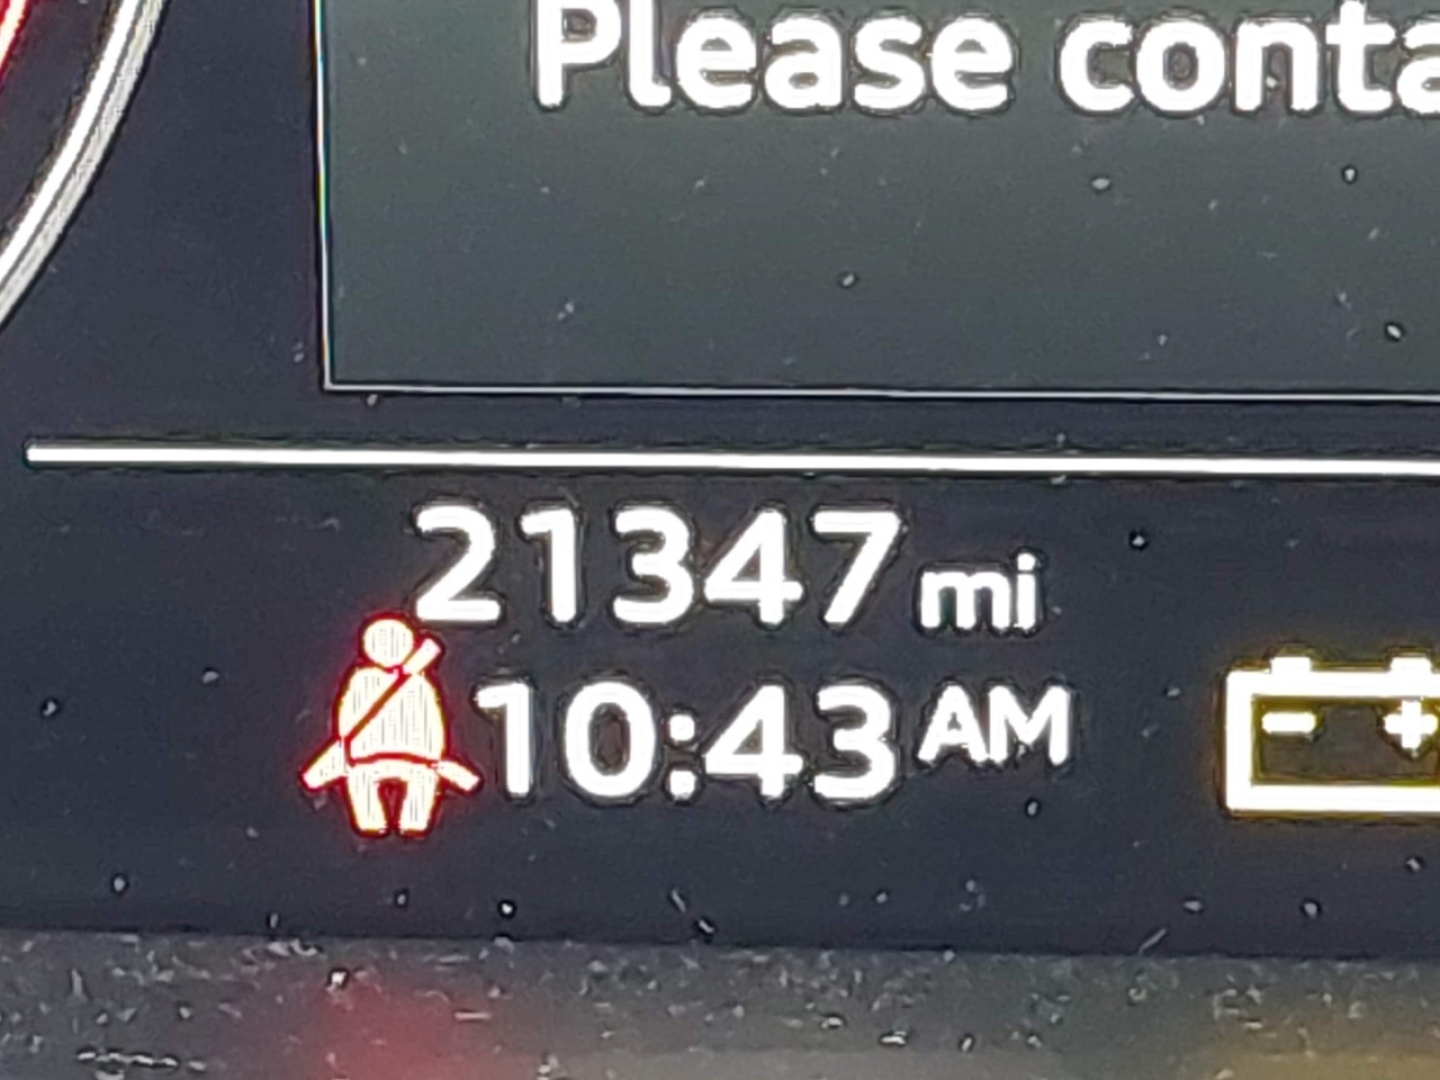 Please conta
21347 mi
10:43 AM